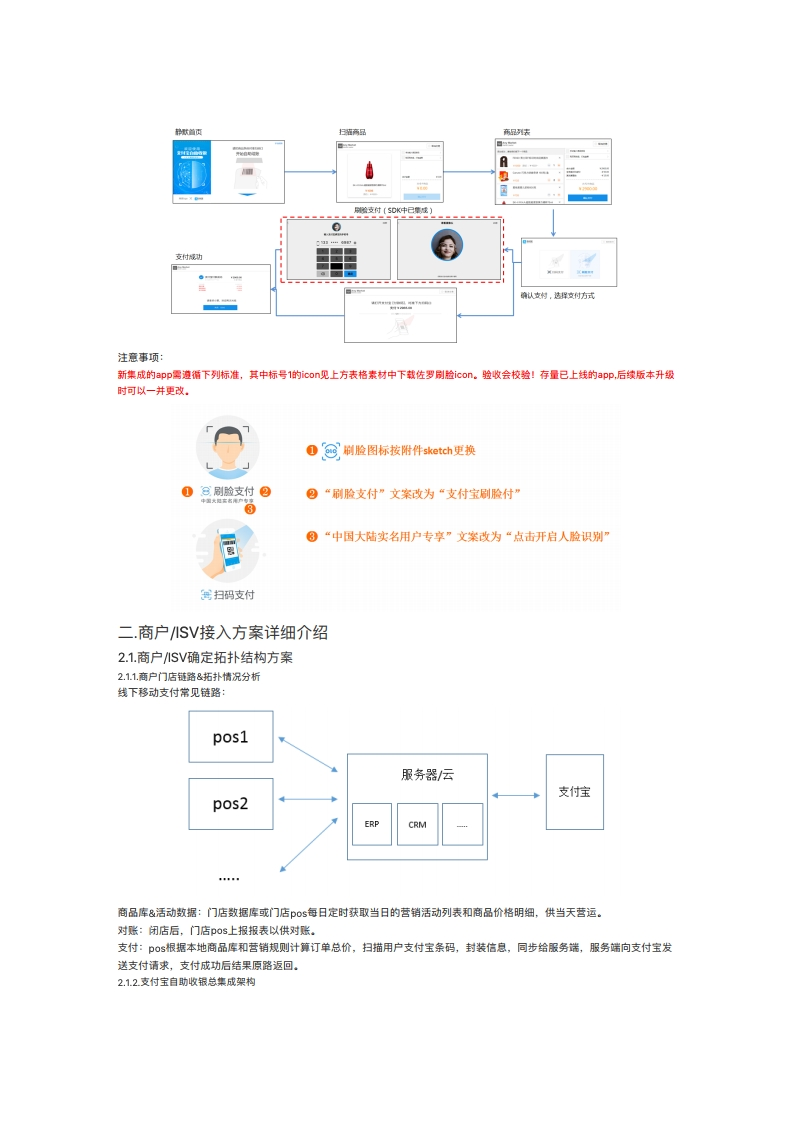 静默首页
扫描商品
商品列表
刷脸支付（SDK中已集成）
支付成功
确认支付，选择支付方式
注意事项：
新集成的app需遵循下列标准，其中标号1的icon见上方表格素材中下载佐罗刷脸icon。验收会校验！存量已上线的app,后续版本升级
时可以一并更改。
1 刷脸图标按附件sketch更换
1 刷脸支付 2
中国大陆实名用户专享
3
2 “刷脸支付”文案改为“支付宝刷脸付”
3 “中国大陆实名用户专享”文案改为“点击开启人脸识别”
扫码支付
二.商户/ISV接入方案详细介绍
2.1.商户/ISV确定拓扑结构方案
2.1.1.商户门店链路&拓扑情况分析
线下移动支付常见链路：
pos1
pos2
.....
服务器/云
ERP
CRM
.....
支付宝
商品库&活动数据：门店数据库或门店pos每日定时获取当日的营销活动列表和商品价格明细，供当天营运。
对账：闭店后，门店pos上报报表以供对账。
支付：pos根据本地商品库和营销规则计算订单总价，扫描用户支付宝条码，封装信息，同步给服务端，服务端向支付宝发
送支付请求，支付成功后结果原路返回。
2.1.2.支付宝自助收银总集成架构